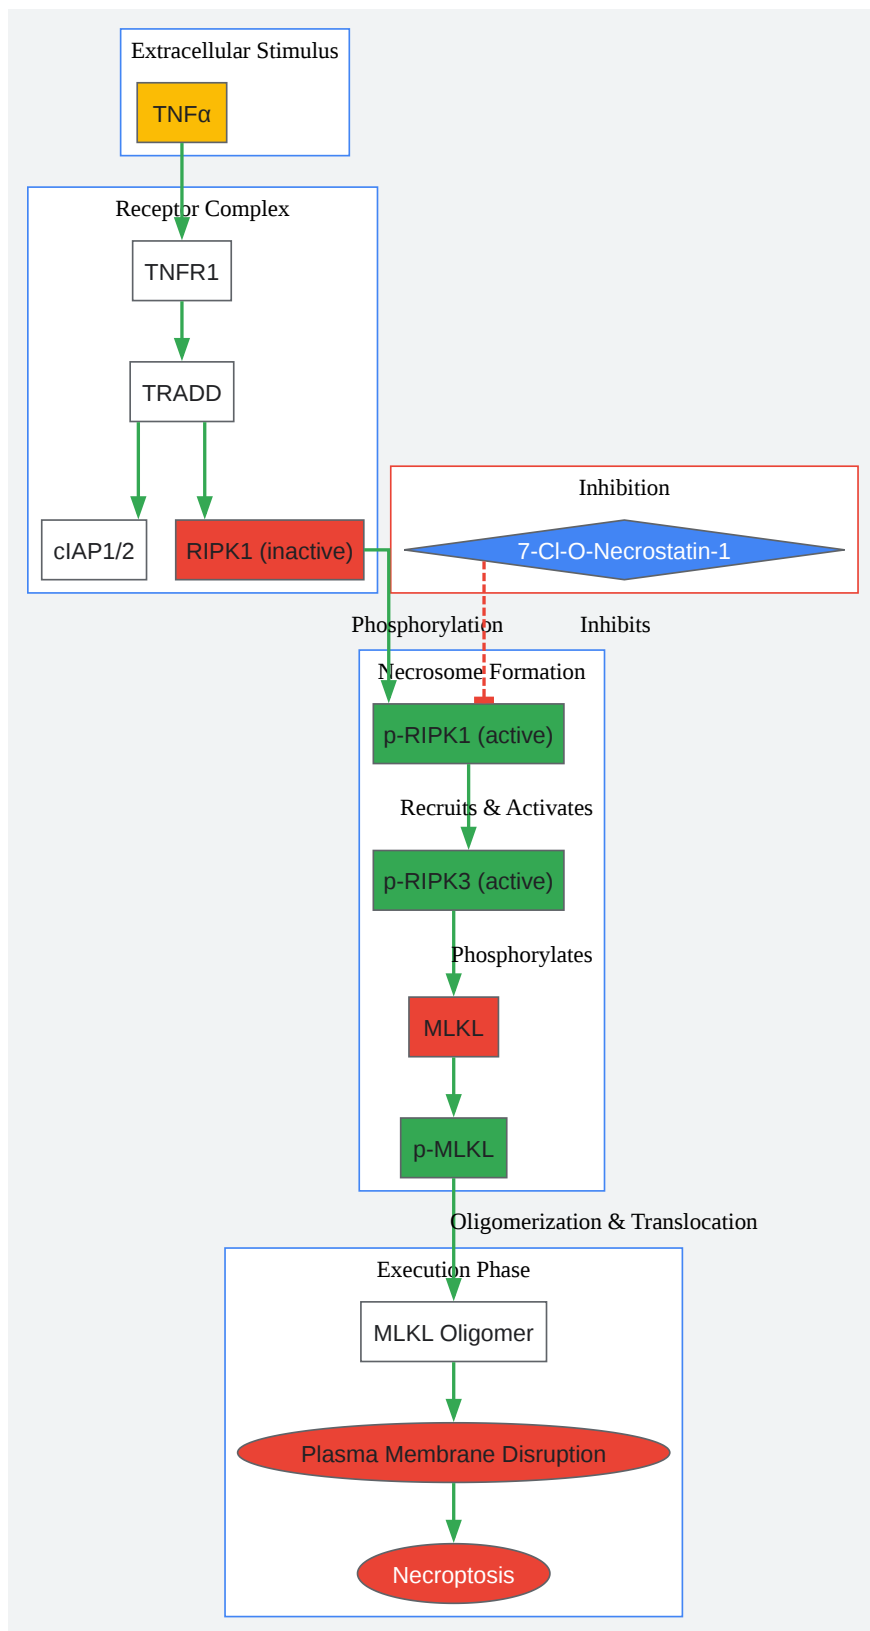 Extracellular Stimulus
TNFα
Receptor Complex
TNFR1
TRADD
Inhibition
cIAP1/2
RIPK1 (inactive)
7-Cl-O-Necrostatin-1
Phosphorylation
Inhibits
Necrosome Formation
p-RIPK1 (active)
Recruits & Activates
p-RIPK3 (active)
Phosphorylates
MLKL
p-MLKL
Oligomerization & Translocation
Execution Phase
MLKL Oligomer
Plasma Membrane Disruption
Necroptosis